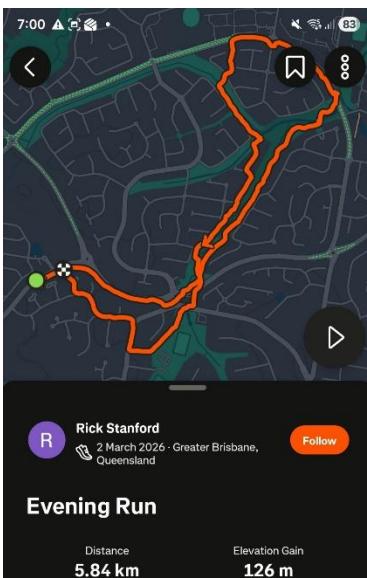 7:00
83
R
Rick Stanford
2 March 2026 · Greater Brisbane,
Queensland
Follow
Evening Run
Distance
Elevation Gain
5.84 km
126 m